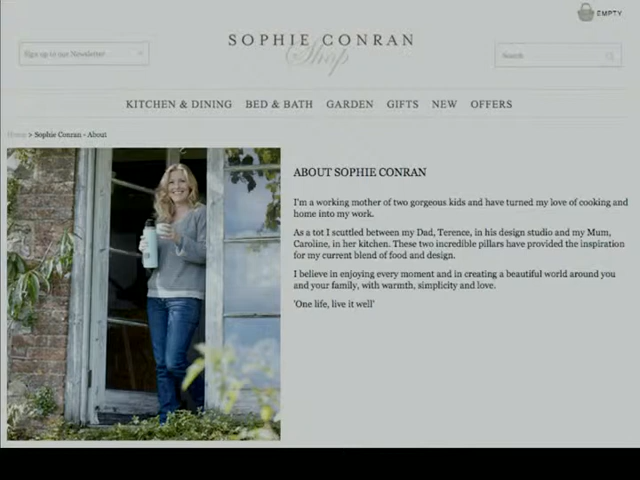 EMPTY
Sign up to our Newsletter
SOPHIE CONRAN
Shop
Search
KITCHEN & DINING BED & BATH GARDEN GIFTS NEW OFFERS
Home > Sophie Conran - About
ABOUT SOPHIE CONRAN
I'm a working mother of two gorgeous kids and have turned my love of cooking and
home into my work.
As a tot I scuttled between my Dad, Terence, in his design studio and my Mum,
Caroline, in her kitchen. These two incredible pillars have provided the inspiration
for my current blend of food and design.
I believe in enjoying every moment and in creating a beautiful world around you
and your family, with warmth, simplicity and love.
'One life, live it well'